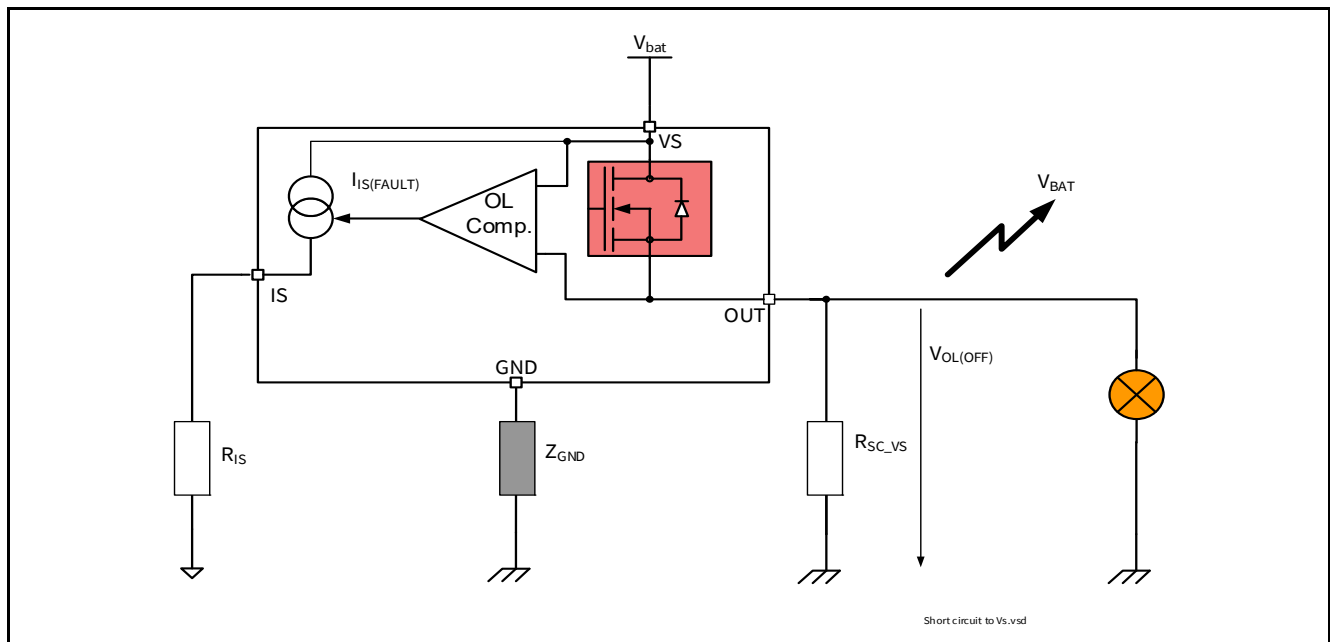 Vbat
VS
IIS(FAULT)
OL
Comp.
VBAT
IS
OUT
VOL(OFF)
GND
RIS
ZGND
RSC_VS
Short circuit to Vs.vsd